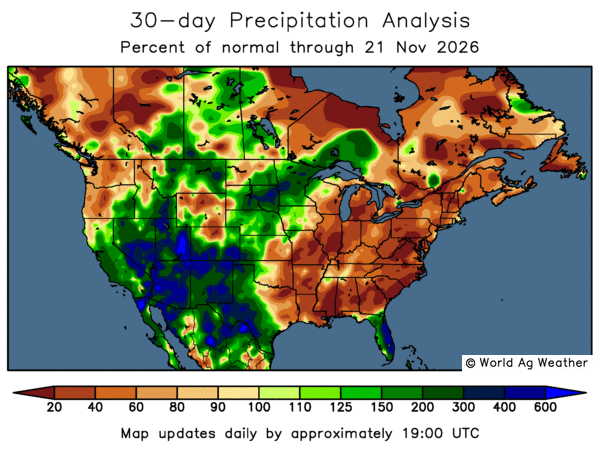 30-day Precipitation Analysis
Percent of normal through 21 Nov 2026
© World Ag Weather
20 40 60 80 90 100 110 125 150 200 300 400 600
Map updates daily by approximately 19:00 UTC